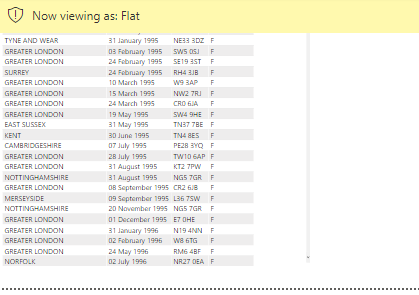 Now viewing as: Flat
TYNE AND WEAR 31 January 1995 NE33 3DZ F
GREATER LONDON 03 February 1995 SW5 0SJ F
GREATER LONDON 24 February 1995 SE19 3ST F
SURREY 24 February 1995 RH4 3JB F
GREATER LONDON 10 March 1995 W9 3AP F
GREATER LONDON 15 March 1995 NW2 7RJ F
GREATER LONDON 24 March 1995 CR0 6JA F
GREATER LONDON 19 May 1995 SW4 9HE F
EAST SUSSEX 31 May 1995 TN37 7BE F
KENT 30 June 1995 TN4 8ES F
CAMBRIDGESHIRE 07 July 1995 PE28 3YQ F
GREATER LONDON 28 July 1995 TW10 6AP F
GREATER LONDON 31 August 1995 KT2 7PW F
NOTTINGHAMSHIRE 31 August 1995 NG5 7GR F
GREATER LONDON 08 September 1995 CR2 6JB F
MERSEYSIDE 09 September 1995 L36 7SW F
NOTTINGHAMSHIRE 20 November 1995 NG5 7GR F
GREATER LONDON 01 December 1995 E7 0HE F
GREATER LONDON 31 January 1996 N19 4NN F
GREATER LONDON 02 February 1996 W8 6TG F
GREATER LONDON 24 May 1996 RM6 4BF F
NORFOLK 02 July 1996 NR27 0EA F